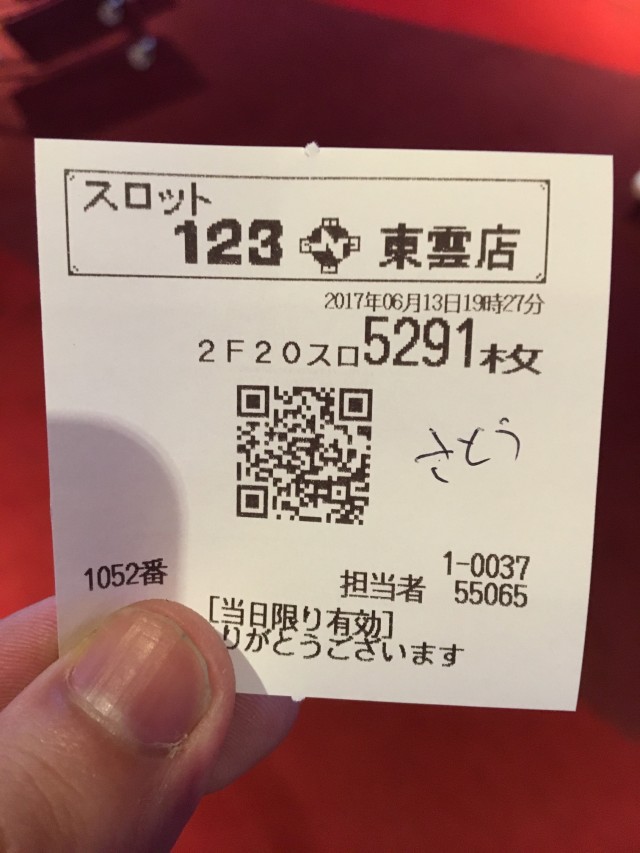 スロット
123 東雲店
2017年06月13日19時27分
2F20スロ5291枚
さとう
1-0037
1052番 担当者 55065
[当日限り有効]
りがとうございます